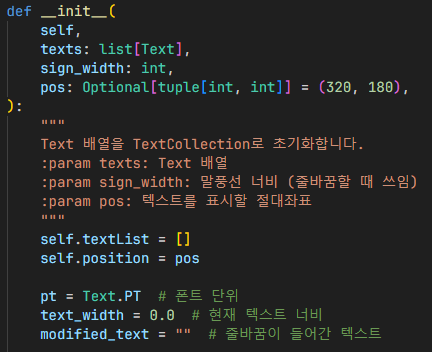 def __init__(
    self,
    texts: list[Text],
    sign_width: int,
    pos: Optional[tuple[int, int]] = (320, 180),
):
    """
    Text 배열을 TextCollection로 초기화합니다.
    :param texts: Text 배열
    :param sign_width: 말풍선 너비 (줄바꿈할 때 쓰임)
    :param pos: 텍스트를 표시할 절대좌표
    """
    self.textList = []
    self.position = pos

    pt = Text.PT  # 폰트 단위
    text_width = 0.0  # 현재 텍스트 너비
    modified_text = ""  # 줄바꿈이 들어간 텍스트